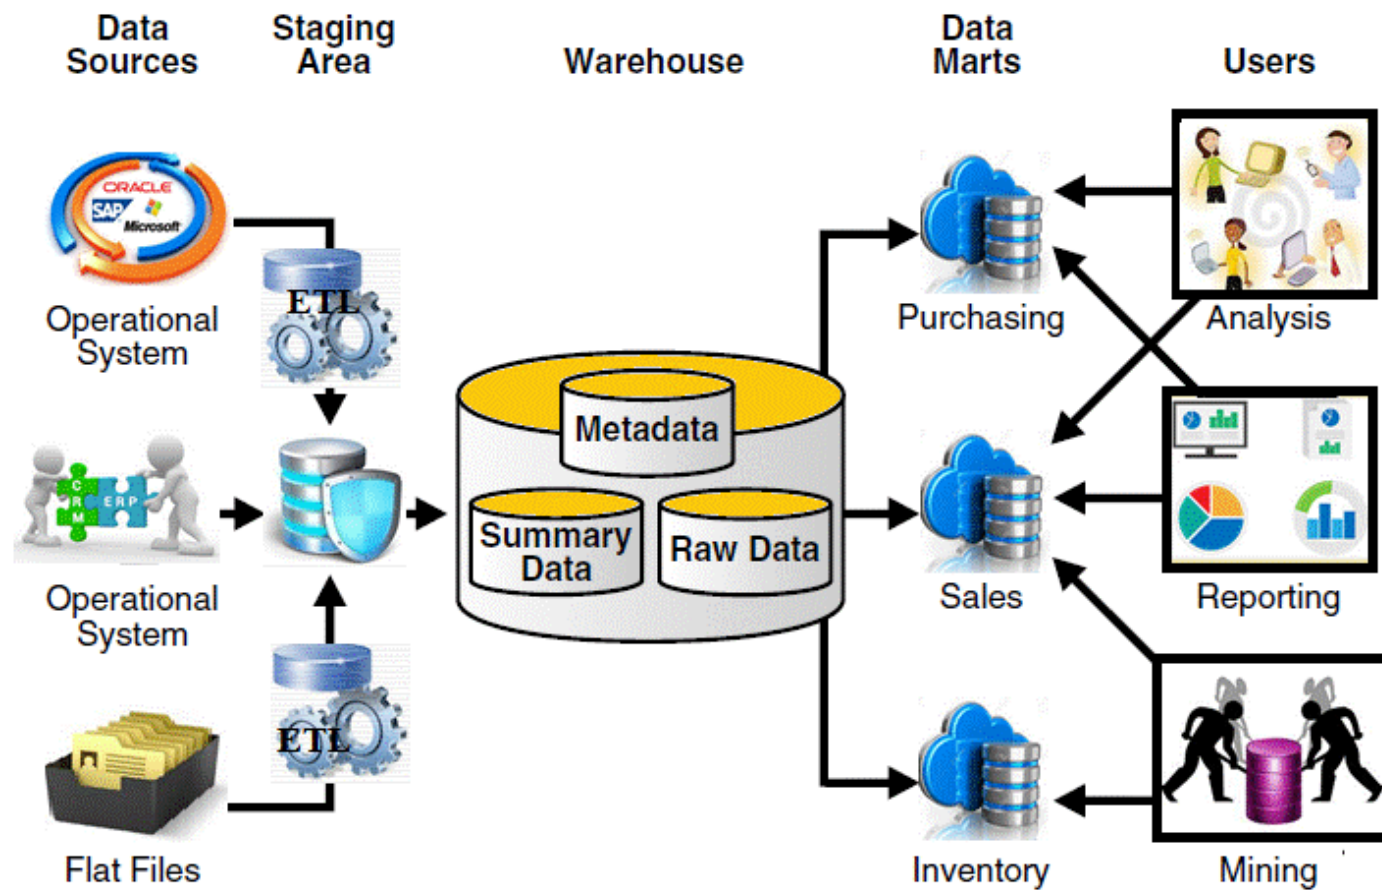 Data
Sources
Staging
Area
Warehouse
Data
Marts
Users
ORACLE
SAP
Microsoft
ETL
Operational
System
Purchasing
Analysis
Metadata
CRM
ERP
Summary
Data
Raw Data
Operational
System
Sales
Reporting
ETL
Flat Files
Inventory
Mining